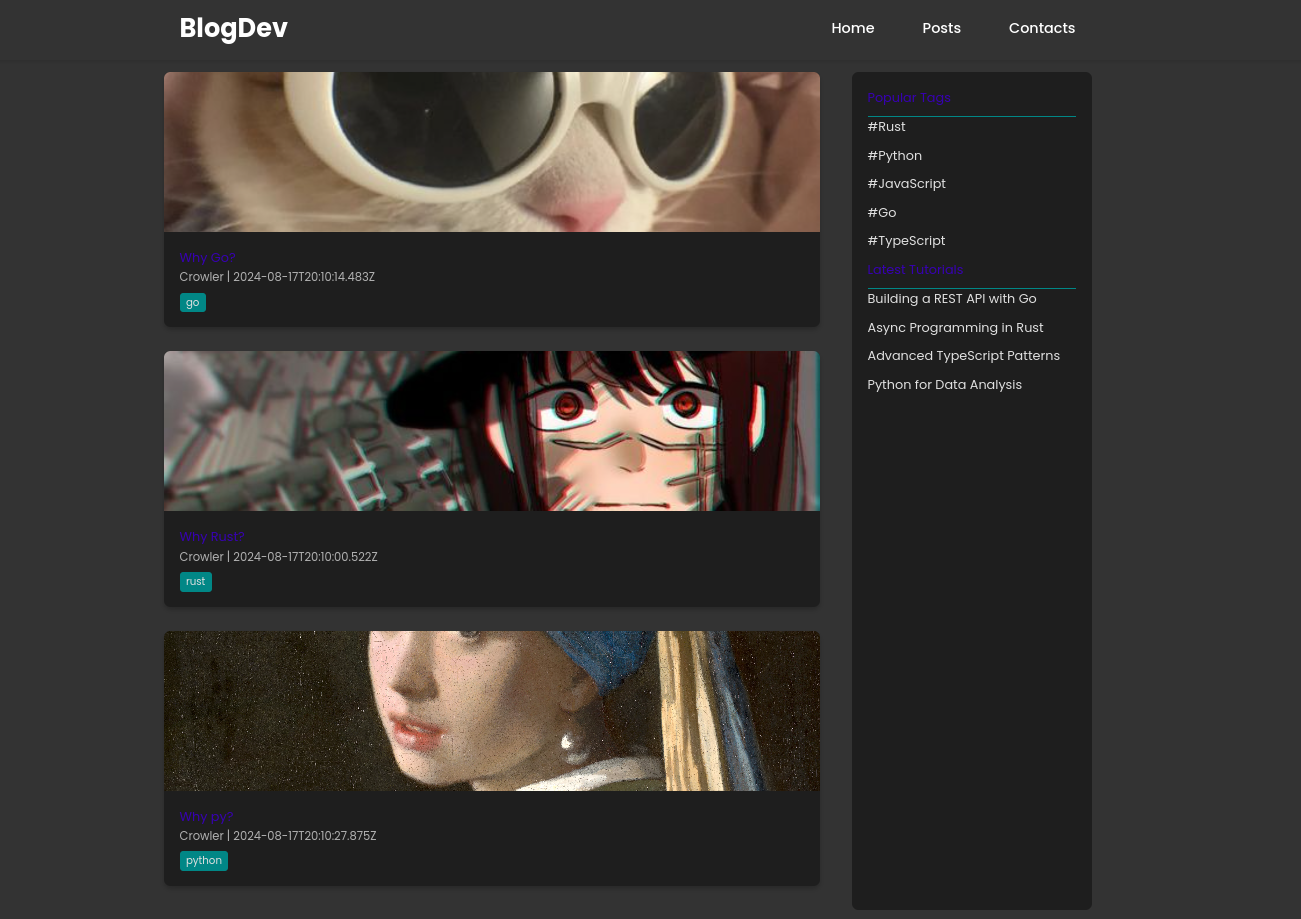 BlogDev
Home Posts Contacts
Why Go?
Crowler | 2024-08-17T20:10:14.483Z
go
Why Rust?
Crowler | 2024-08-17T20:10:00.522Z
rust
Why py?
Crowler | 2024-08-17T20:10:27.875Z
python
Popular Tags
#Rust
#Python
#JavaScript
#Go
#TypeScript
Latest Tutorials
Building a REST API with Go
Async Programming in Rust
Advanced TypeScript Patterns
Python for Data Analysis